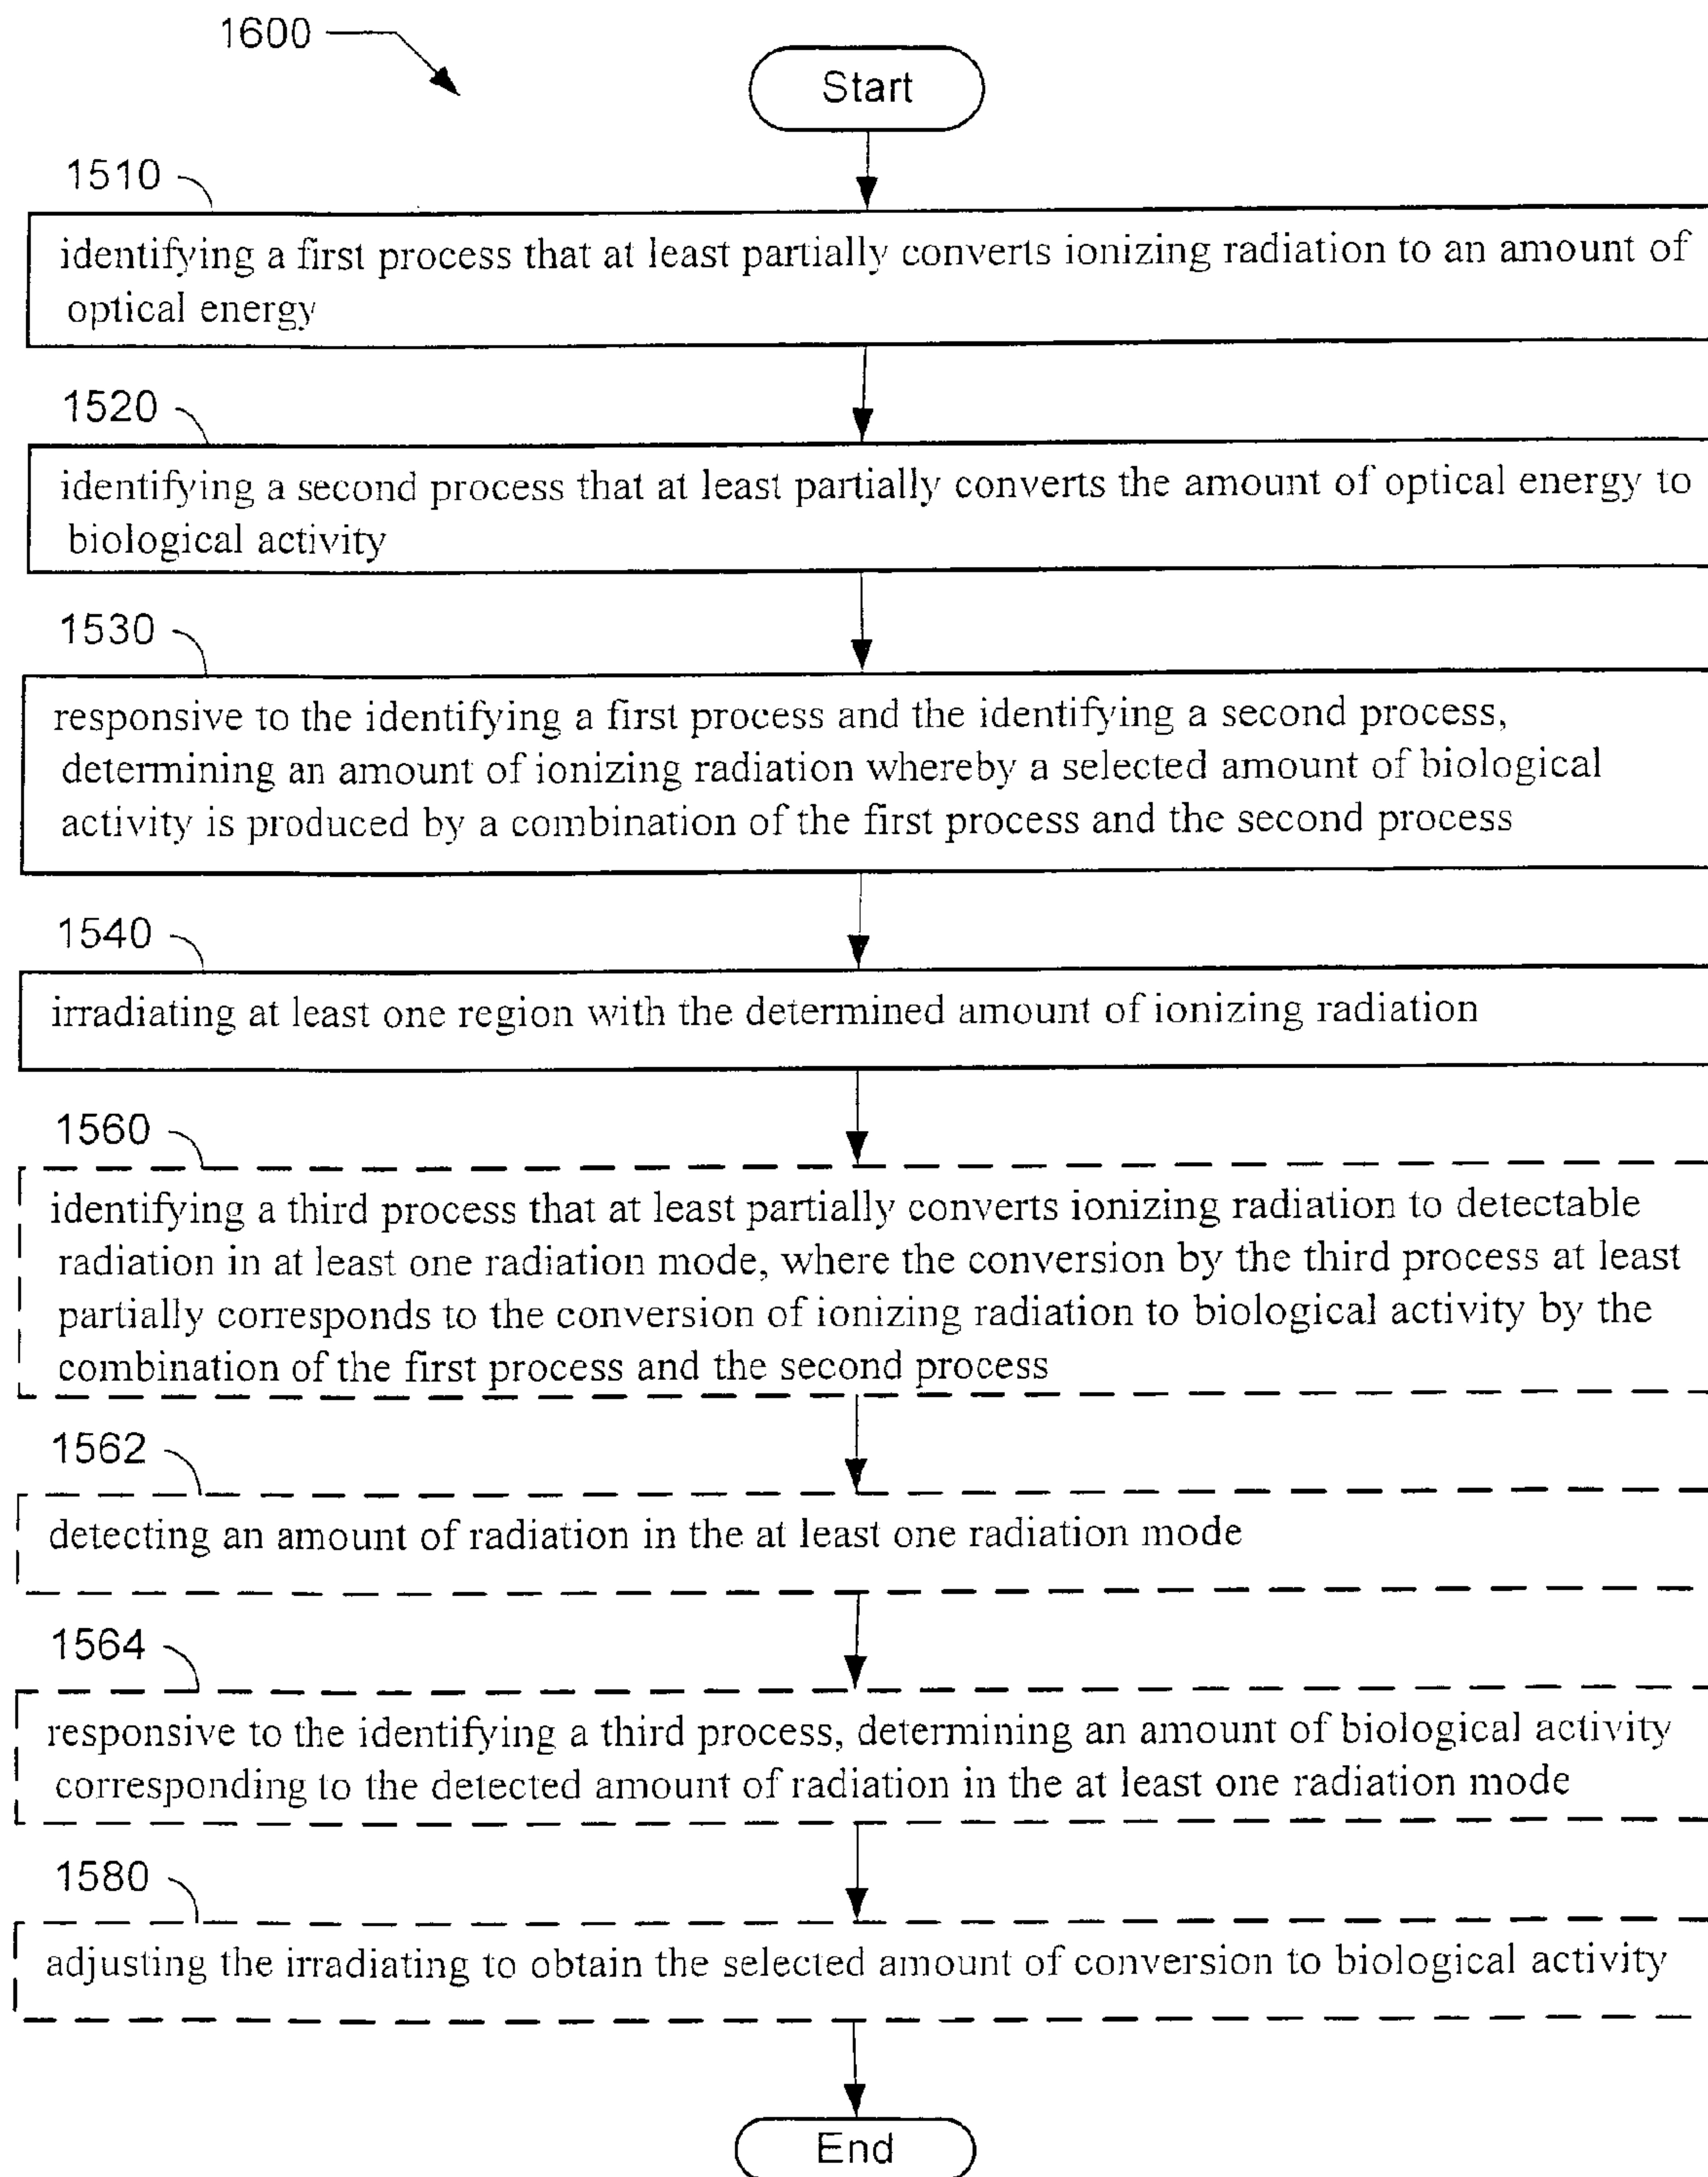 1600
Start
1510
identifying a first process that at least partially converts ionizing radiation to an amount of
optical energy
1520
identifying a second process that at least partially converts the amount of optical energy to
biological activity
1530
responsive to the identifying a first process and the identifying a second process,
determining an amount of ionizing radiation whereby a selected amount of biological
activity is produced by a combination of the first process and the second process
1540
irradiating at least one region with the determined amount of ionizing radiation
1560
identifying a third process that at least partially converts ionizing radiation to detectable
radiation in at least one radiation mode, where the conversion by the third process at least
partially corresponds to the conversion of ionizing radiation to biological activity by the
combination of the first process and the second process
1562
detecting an amount of radiation in the at least one radiation mode
1564
responsive to the identifying a third process, determining an amount of biological activity
corresponding to the detected amount of radiation in the at least one radiation mode
1580
adjusting the irradiating to obtain the selected amount of conversion to biological activity
End